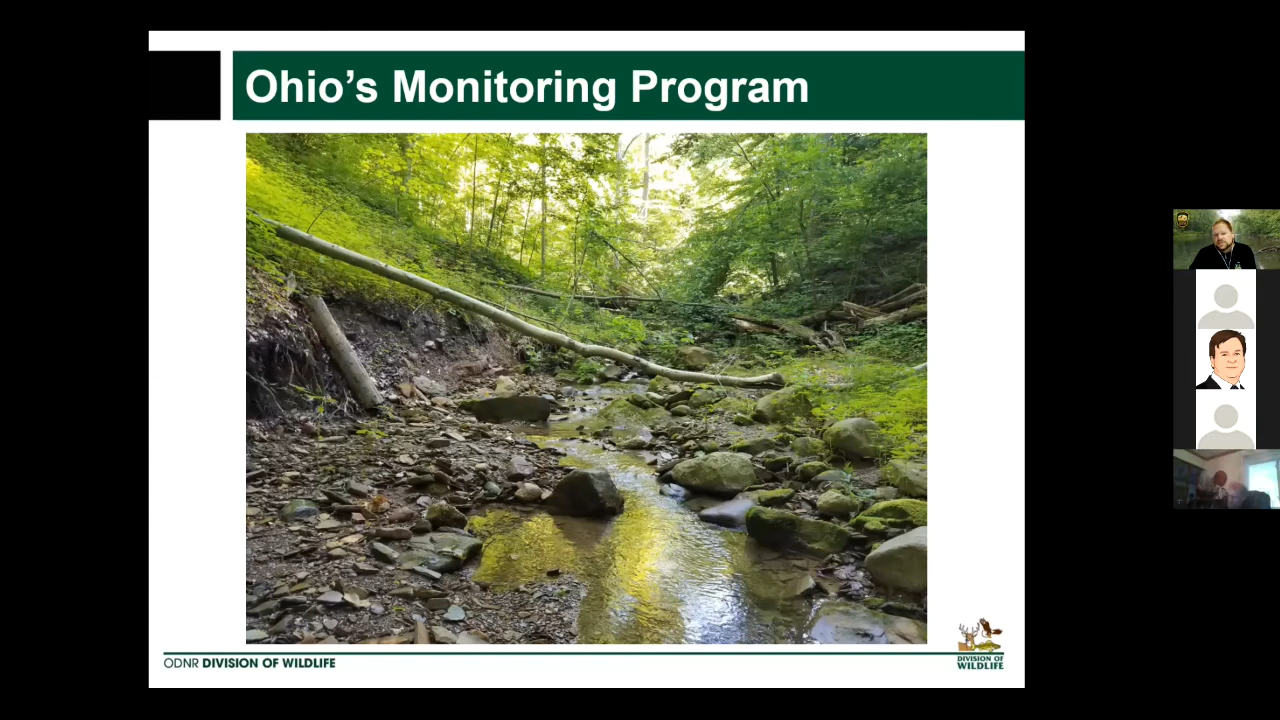 Ohio's Monitoring Program
ODNR DIVISION OF WILDLIFE
DIVISION OF
WILDLIFE